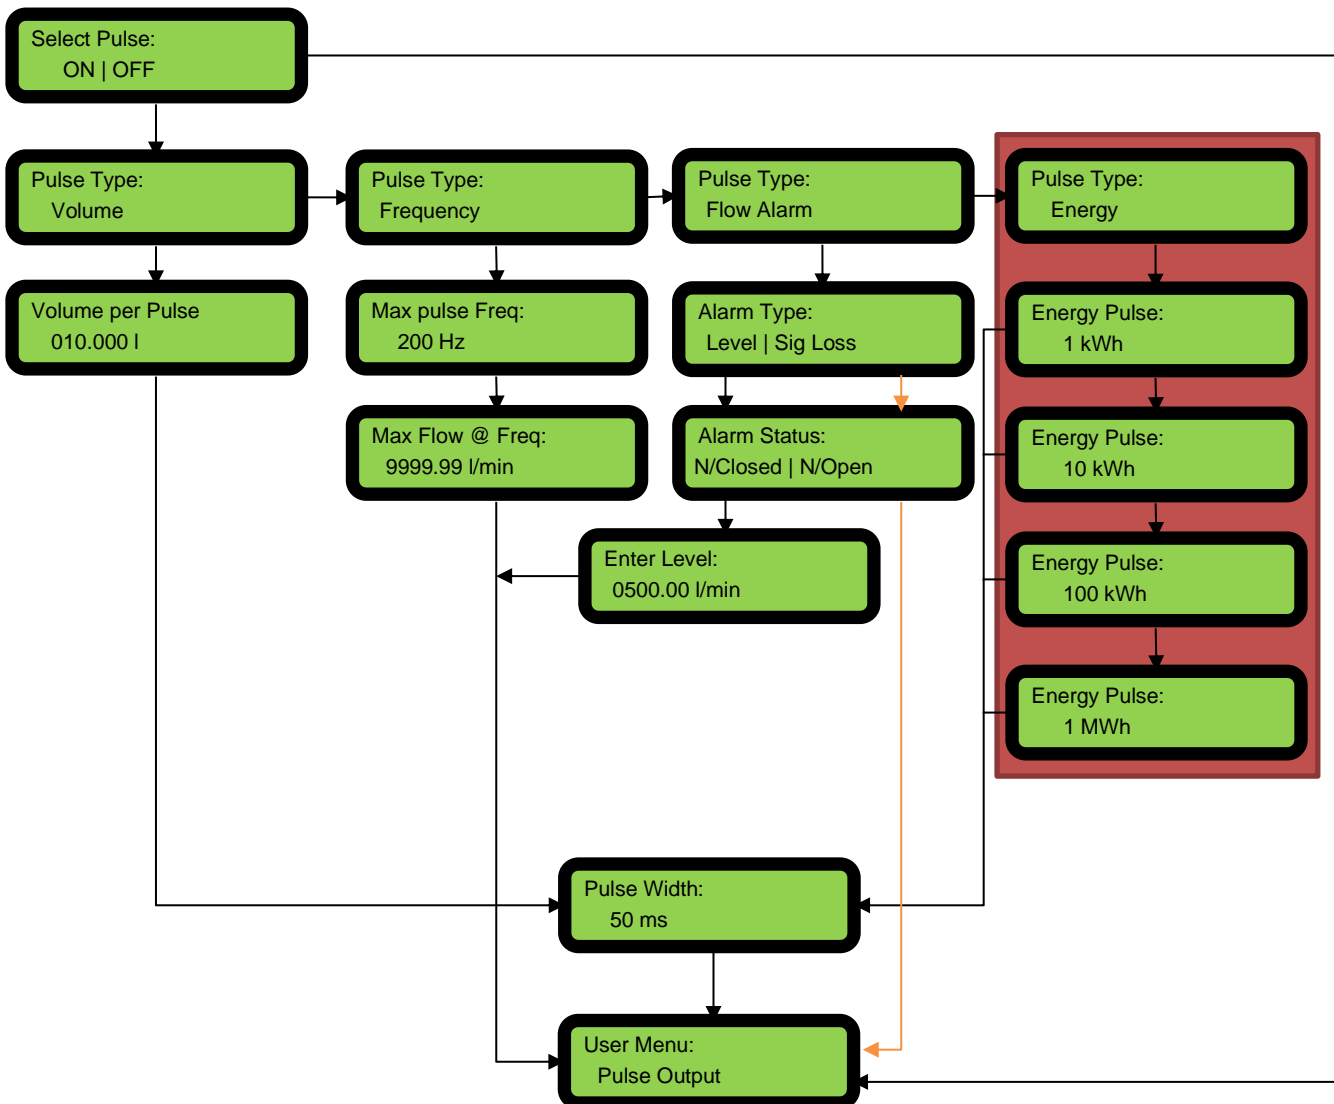 Select Pulse:
ON | OFF
Pulse Type:
Volume
Pulse Type:
Frequency
Pulse Type:
Flow Alarm
Pulse Type:
Energy
Volume per Pulse
010.000 l
Max pulse Freq:
200 Hz
Alarm Type:
Level | Sig Loss
Energy Pulse:
1 kWh
Max Flow @ Freq:
9999.99 l/min
Alarm Status:
N/Closed | N/Open
Energy Pulse:
10 kWh
Enter Level:
0500.00 l/min
Energy Pulse:
100 kWh
Energy Pulse:
1 MWh
Pulse Width:
50 ms
User Menu:
Pulse Output